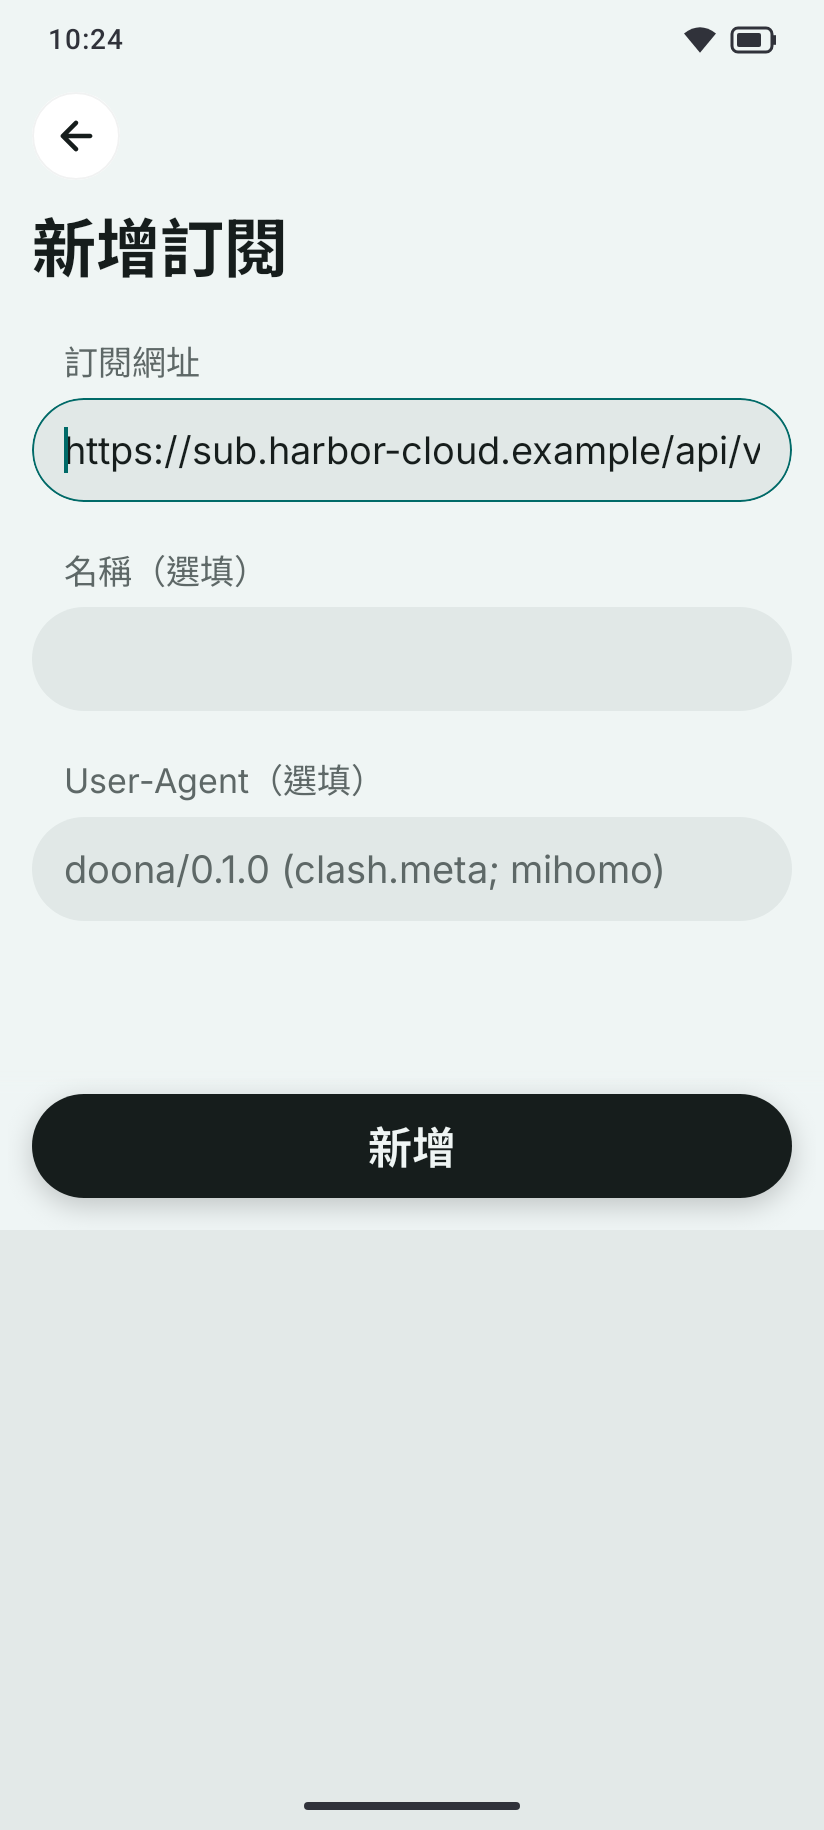 10:24
新增訂閱
訂閱網址
https://sub.harbor-cloud.example/api/v
名稱（選填）
User-Agent（選填）
doona/0.1.0 (clash.meta; mihomo)
新增